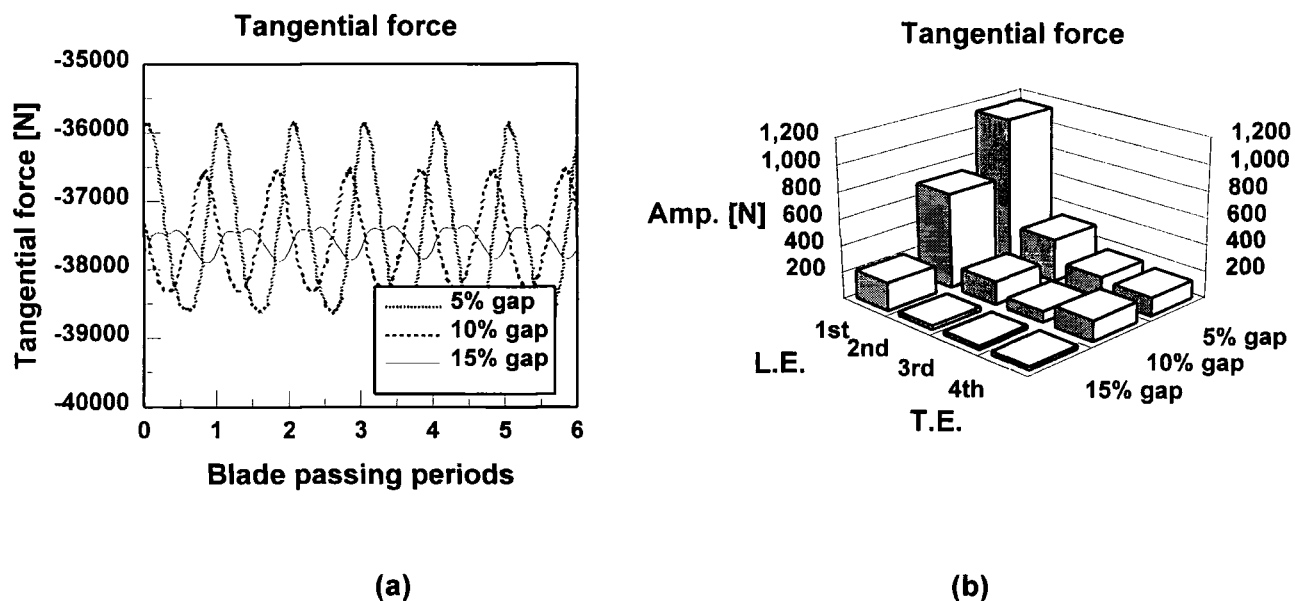 Tangential force
-35000
-36000
-37000
-38000
-39000
-40000
Tangential force [N]
5% gap
10% gap
15% gap
0 1 2 3 4 5 6
Blade passing periods
(a)
Tangential force
1,200
1,000
800
600
400
200
Amp. [N]
1,200
1,000
800
600
400
200
1st
2nd
3rd
4th
L.E.
T.E.
5% gap
10% gap
15% gap
(b)